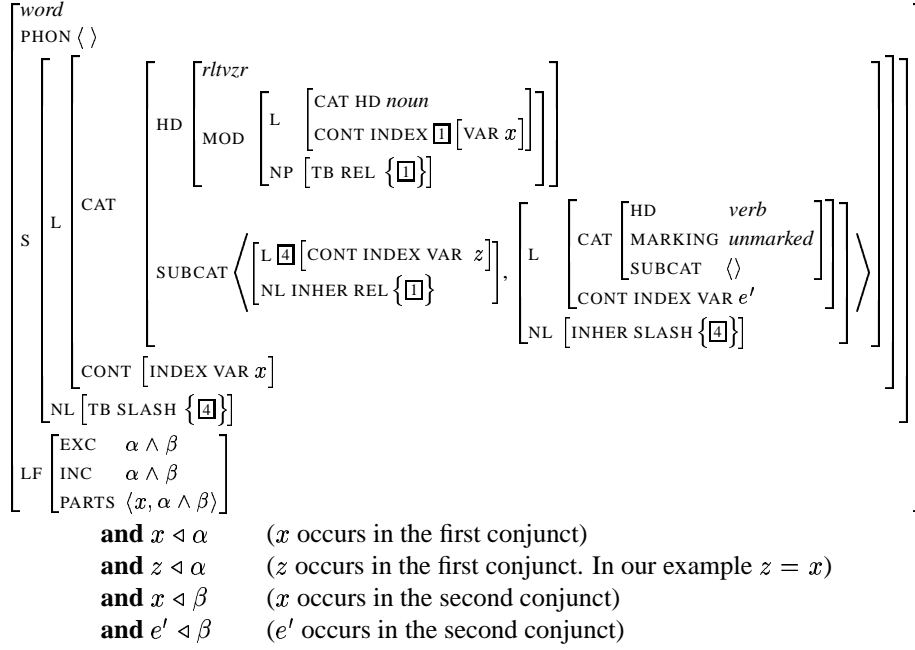 word
PHON ⟨ ⟩
rltvzr
CAT HD noun
HD
L
MOD
CONT INDEX 1 [VAR x]
NP [TB REL {1}]
CAT
HD verb
L
S
L 4 [CONT INDEX VAR z]
CAT
MARKING unmarked
L
SUBCAT
,
SUBCAT ⟨⟩
NL INHER REL {1}
CONT INDEX VAR e′
NL [INHER SLASH {4}]
CONT [INDEX VAR x]
NL [TB SLASH {4}]
EXC α ∧ β
LF INC α ∧ β
PARTS ⟨x, α ∧ β⟩
and x ◃ α (x occurs in the first conjunct)
and z ◃ α (z occurs in the first conjunct. In our example z = x)
and x ◃ β (x occurs in the second conjunct)
and e′ ◃ β (e′ occurs in the second conjunct)